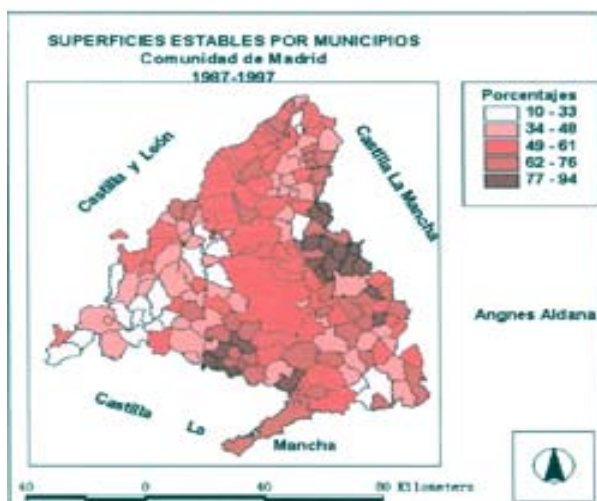 SUPERFICIES ESTABLES POR MUNICIPIOS
Comunidad de Madrid
1987-1997
Porcentajes
10 - 33
34 - 48
49 - 61
62 - 76
77 - 94
Castilla y León
Castilla La Mancha
Angnes Aldana
Castilla La Mancha
40 0 40 80 Kilometers